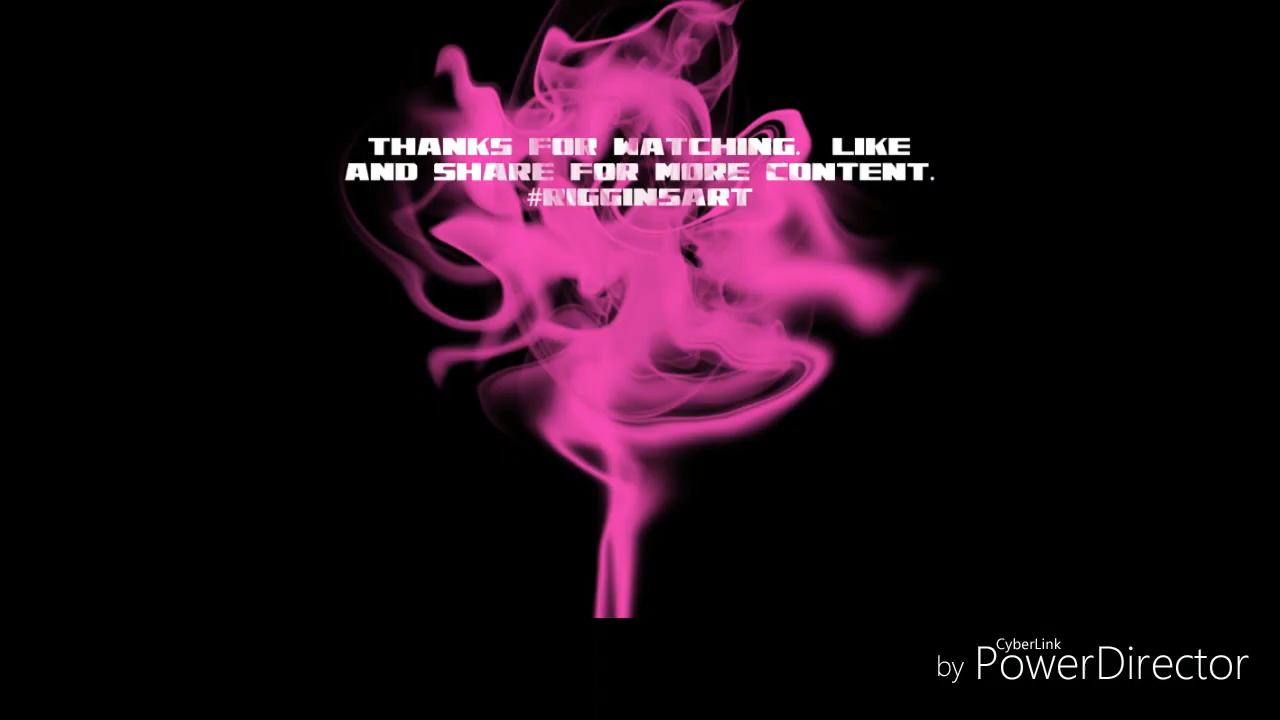 THANKS FOR WATCHING. LIKE
AND SHARE FOR MORE CONTENT.
#RIGGINSART
CyberLink
by PowerDirector